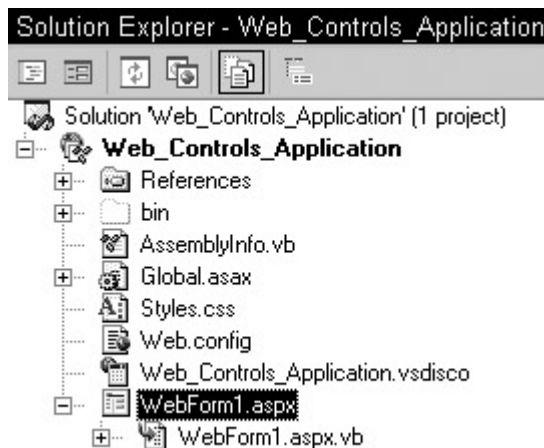 Solution Explorer - Web_Controls_Application
Solution 'Web_Controls_Application' (1 project)
Web_Controls_Application
References
bin
AssemblyInfo.vb
Global.asax
Styles.css
Web.config
Web_Controls_Application.vsdisco
WebForm1.aspx
WebForm1.aspx.vb